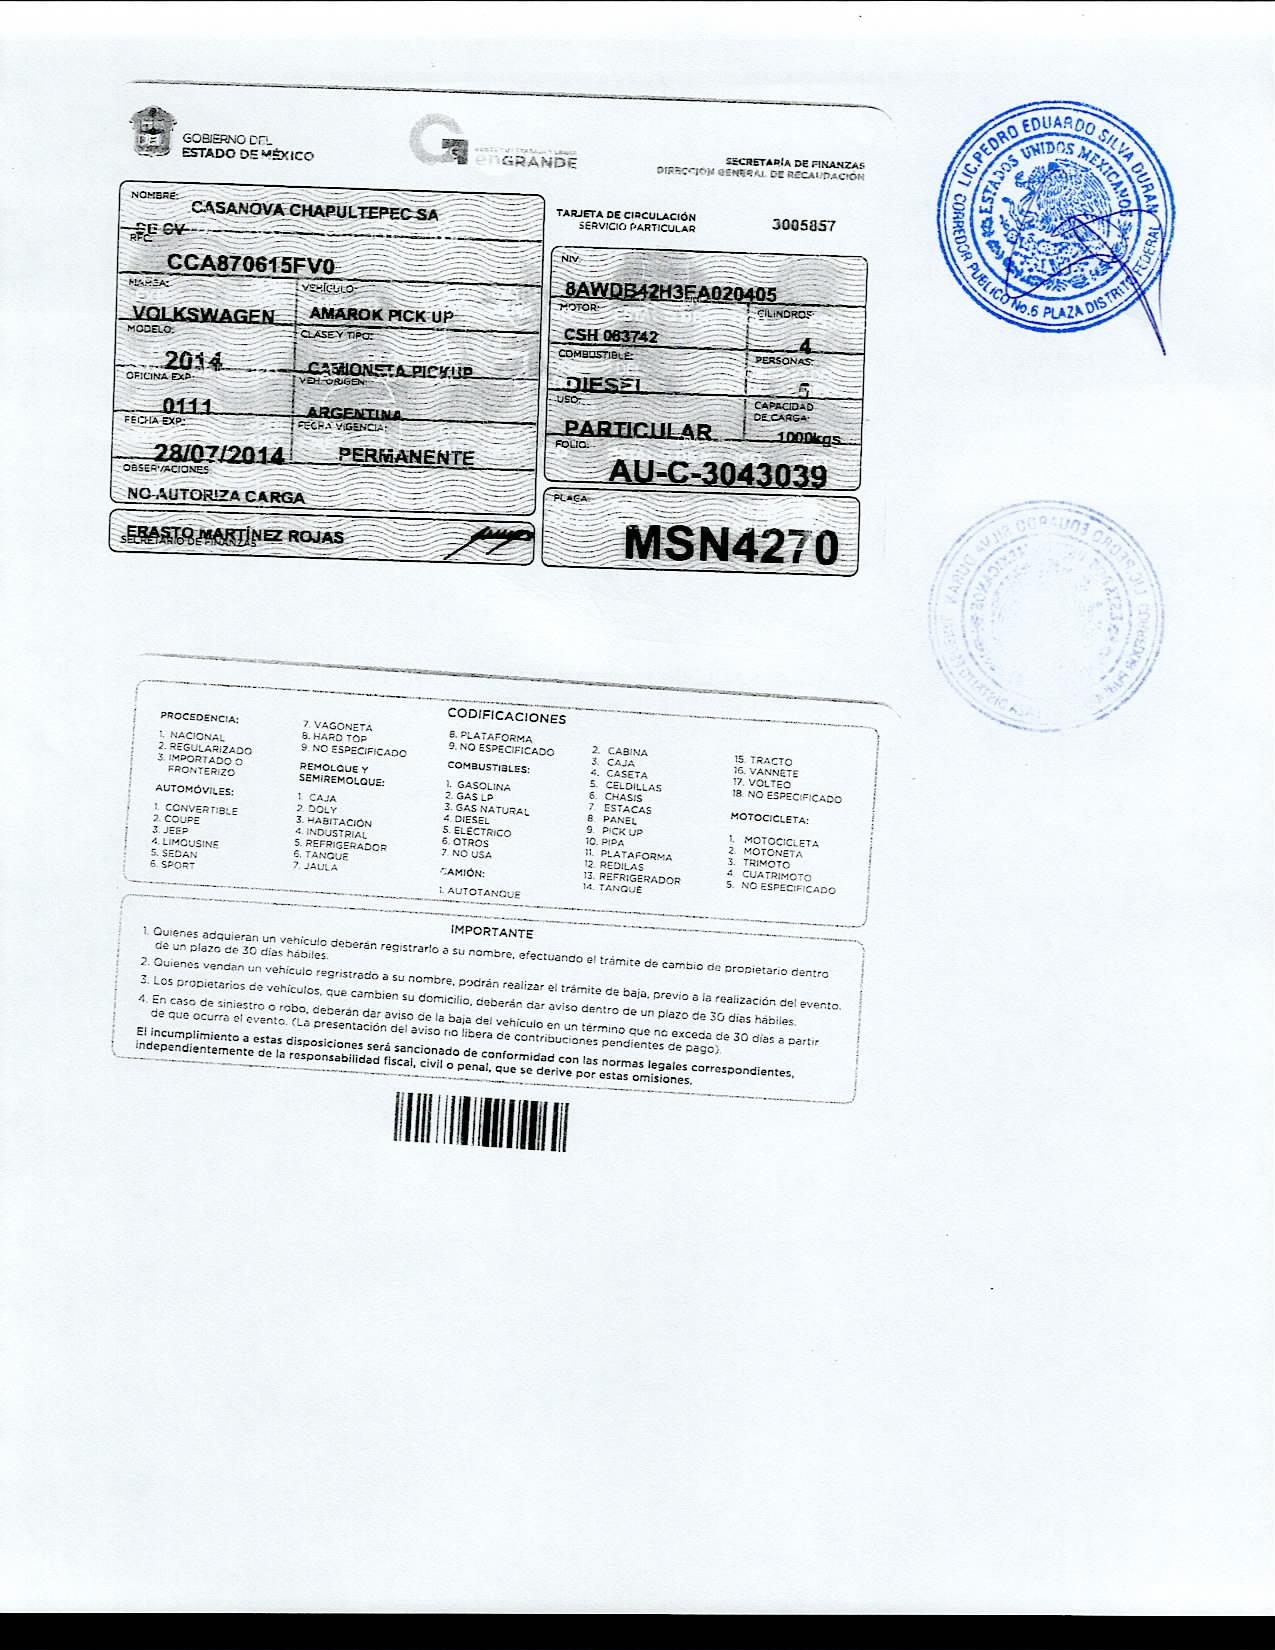 GOBIERNO DEL
ESTADO DE MÉXICO
enGRANDE
SECRETARÍA DE FINANZAS
DIRECCIÓN GENERAL DE RECAUDACIÓN
TARJETA DE CIRCULACIÓN
SERVICIO PARTICULAR
3005857
NOMBRE:
CASANOVA CHAPULTEPEC SA
DE CV
RFC:
CCA870615FV0
MARCA:
VOLKSWAGEN
VEHÍCULO:
AMAROK PICK UP
MODELO:
2014
CLASE Y TIPO:
CAMIONETA PICKUP
OFICINA EXP:
0111
VEH. ORIGEN:
ARGENTINA
FECHA EXP:
28/07/2014
FECHA VIGENCIA:
PERMANENTE
OBSERVACIONES
NO AUTORIZA CARGA
ERASTO MARTÍNEZ ROJAS
SECRETARIO DE FINANZAS
NIV
8AWDB42H3EA020405
MOTOR:
CSH 063742
CILINDROS:
4
COMBUSTIBLE:
DIESEL
PERSONAS:
5
USO:
PARTICULAR
CAPACIDAD
DE CARGA:
1000kgs
FOLIO:
AU-C-3043039
PLACA:
MSN4270
LIC. PEDRO EDUARDO SILVA DURAN
ESTADOS UNIDOS MEXICANOS
CORREDOR PUBLICO No.6 PLAZA DISTRITO FEDERAL
CODIFICACIONES
PROCEDENCIA:
1. NACIONAL
2. REGULARIZADO
3. IMPORTADO O
FRONTERIZO
AUTOMÓVILES:
1. CONVERTIBLE
2. COUPE
3. JEEP
4. LIMOUSINE
5. SEDAN
6. SPORT
7. VAGONETA
8. HARD TOP
9. NO ESPECIFICADO
REMOLQUE Y
SEMIREMOLQUE:
1. CAJA
2. DOLY
3. HABITACIÓN
4. INDUSTRIAL
5. REFRIGERADOR
6. TANQUE
7. JAULA
8. PLATAFORMA
9. NO ESPECIFICADO
COMBUSTIBLES:
1. GASOLINA
2. GAS LP
3. GAS NATURAL
4. DIESEL
5. ELÉCTRICO
6. OTROS
7. NO USA
CAMIÓN:
1. AUTOTANQUE
2. CABINA
3. CAJA
4. CASETA
5. CELDILLAS
6. CHASIS
7. ESTACAS
8. PANEL
9. PICK UP
10. PIPA
11. PLATAFORMA
12. REDILAS
13. REFRIGERADOR
14. TANQUE
15. TRACTO
16. VANNETE
17. VOLTEO
18. NO ESPECIFICADO
MOTOCICLETA:
1. MOTOCICLETA
2. MOTONETA
3. TRIMOTO
4. CUATRIMOTO
5. NO ESPECIFICADO
IMPORTANTE
1. Quienes adquieran un vehículo deberán registrarlo a su nombre, efectuando el trámite de cambio de propietario dentro
de un plazo de 30 días hábiles.
2. Quienes vendan un vehículo regristrado a su nombre, podrán realizar el trámite de baja, previo a la realización del evento.
3. Los propietarios de vehículos, que cambien su domicilio, deberán dar aviso dentro de un plazo de 30 días hábiles.
4. En caso de siniestro o robo, deberán dar aviso de la baja del vehículo en un término que no exceda de 30 días a partir
de que ocurra el evento. (La presentación del aviso no libera de contribuciones pendientes de pago).
El incumplimiento a estas disposiciones será sancionado de conformidad con las normas legales correspondientes,
independientemente de la responsabilidad fiscal, civil o penal, que se derive por estas omisiones.